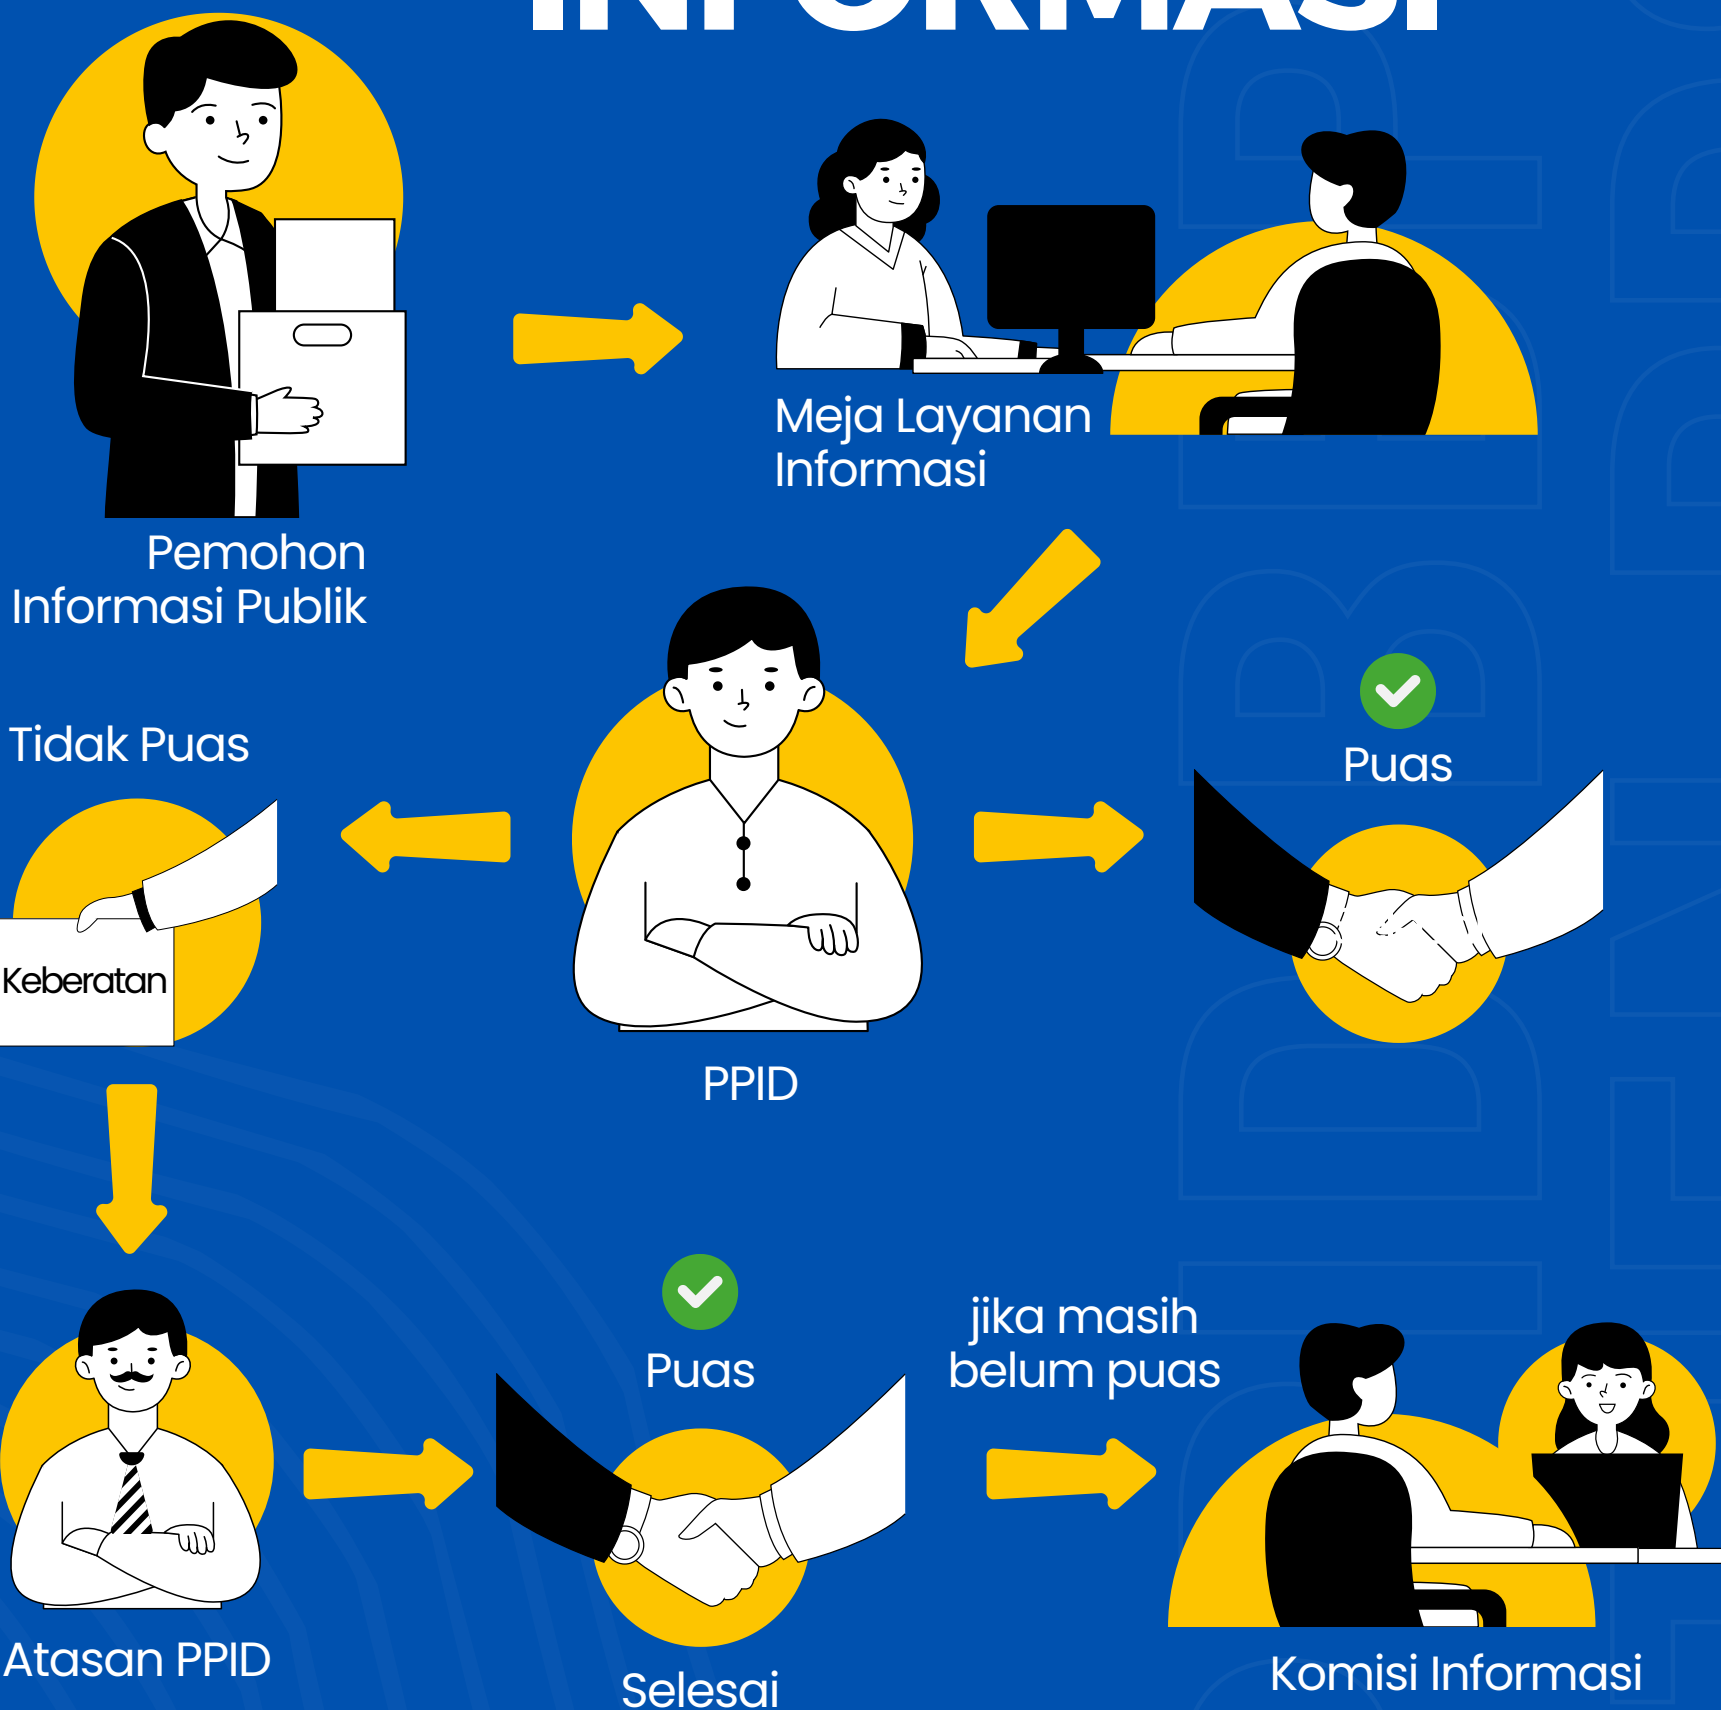 INFORMASI
Meja Layanan
Informasi
Pemohon
Informasi Publik
Tidak Puas
Puas
Keberatan
PPID
Puas
jika masih
belum puas
Atasan PPID
Selesai
Komisi Informasi